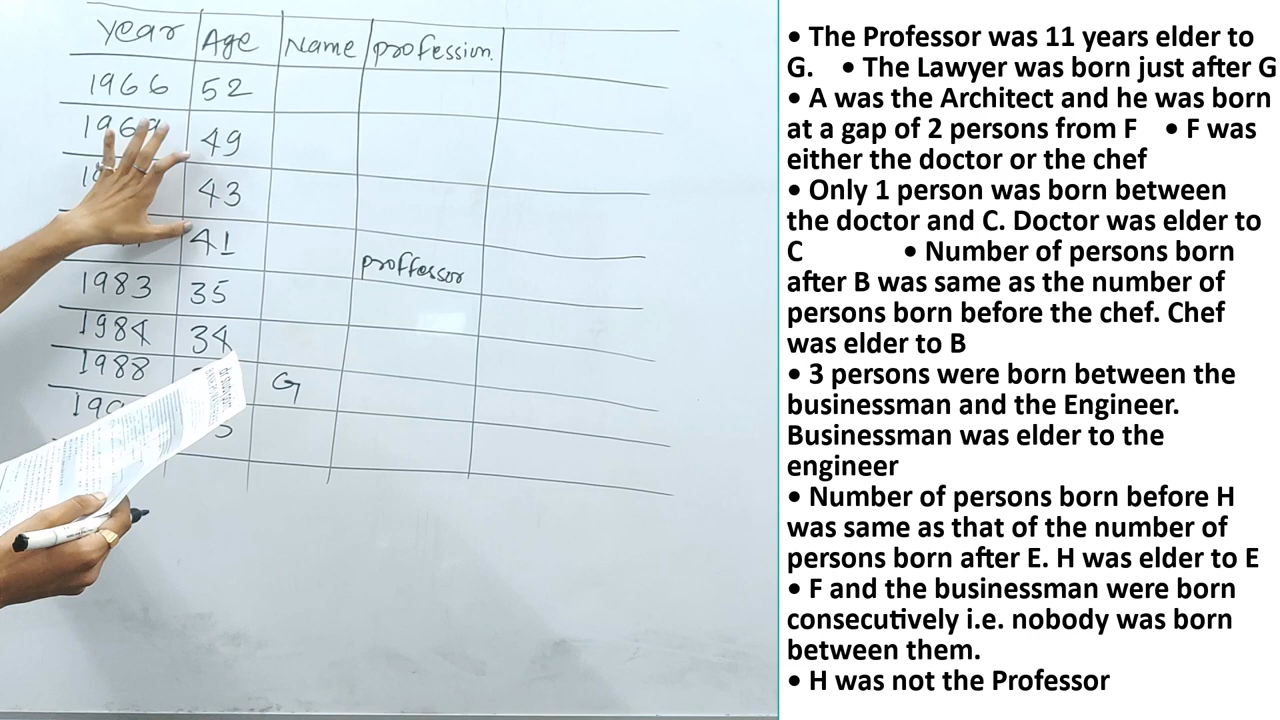 Year Age Name profession.
1966 52
1969 49
43
41 proffessor
1983 35
1984 34
1988 G
• The Professor was 11 years elder to
G. • The Lawyer was born just after G
• A was the Architect and he was born
at a gap of 2 persons from F • F was
either the doctor or the chef
• Only 1 person was born between
the doctor and C. Doctor was elder to
C • Number of persons born
after B was same as the number of
persons born before the chef. Chef
was elder to B
• 3 persons were born between the
businessman and the Engineer.
Businessman was elder to the
engineer
• Number of persons born before H
was same as that of the number of
persons born after E. H was elder to E
• F and the businessman were born
consecutively i.e. nobody was born
between them.
• H was not the Professor